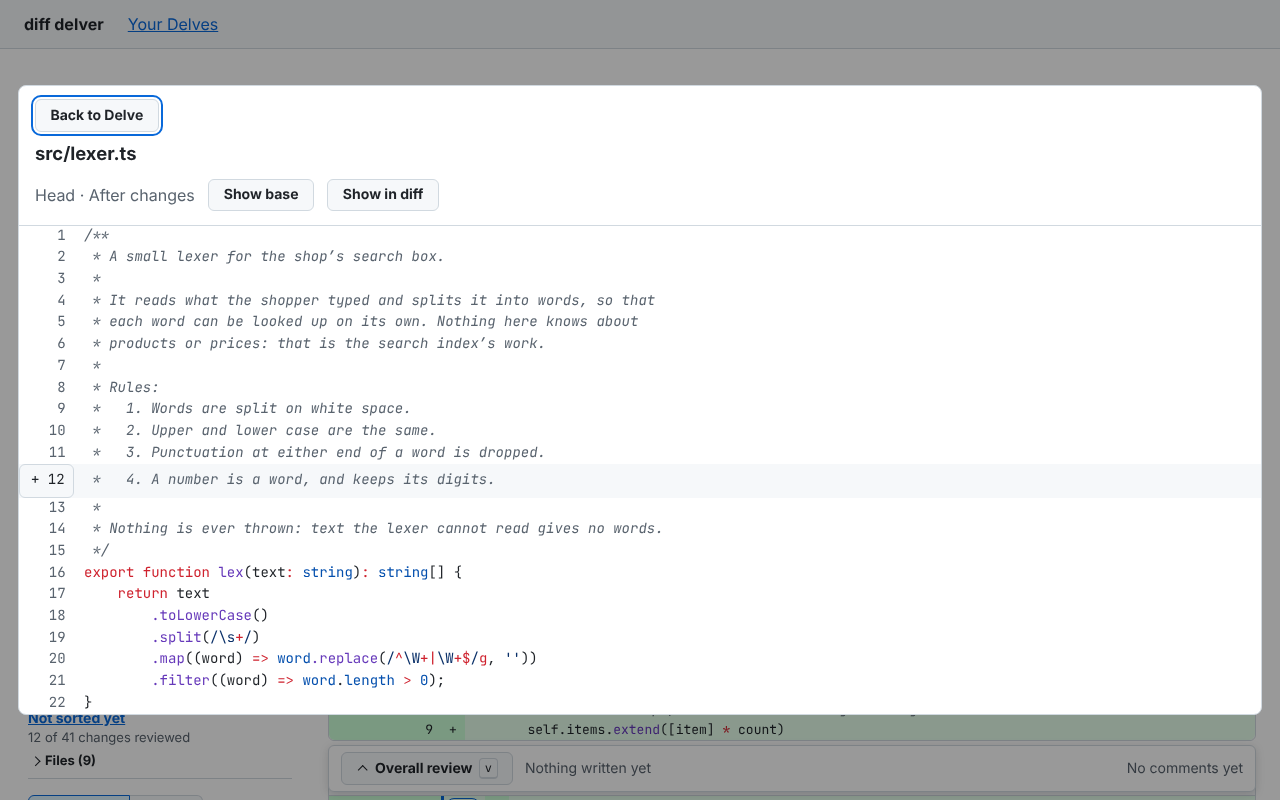 diff delver Your Delves
Back to Delve
src/lexer.ts
Head · After changes Show base Show in diff
1 /**
2 * A small lexer for the shop’s search box.
3 *
4 * It reads what the shopper typed and splits it into words, so that
5 * each word can be looked up on its own. Nothing here knows about
6 * products or prices: that is the search index’s work.
7 *
8 * Rules:
9 *   1. Words are split on white space.
10 *   2. Upper and lower case are the same.
11 *   3. Punctuation at either end of a word is dropped.
+ 12 *   4. A number is a word, and keeps its digits.
13 *
14 * Nothing is ever thrown: text the lexer cannot read gives no words.
15 */
16 export function lex(text: string): string[] {
17     return text
18         .toLowerCase()
19         .split(/\s+/)
20         .map((word) => word.replace(/^\W+|\W+$/g, ''))
21         .filter((word) => word.length > 0);
22 }
Not sorted yet
12 of 41 changes reviewed
Files (9)
9 + self.items.extend([item] * count)
Overall review v Nothing written yet No comments yet